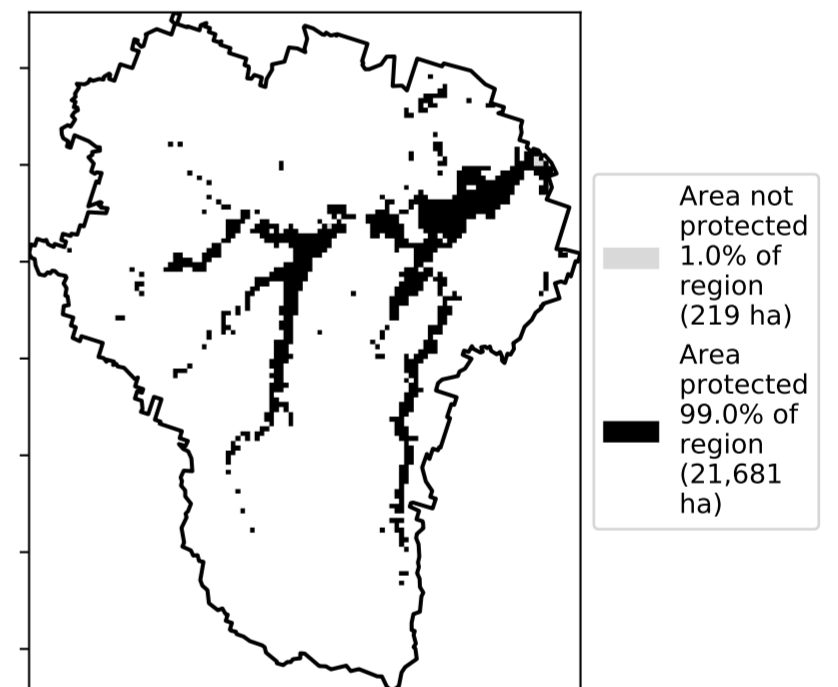 Area not
protected
1.0% of
region
(219 ha)
Area
protected
99.0% of
region
(21,681
ha)